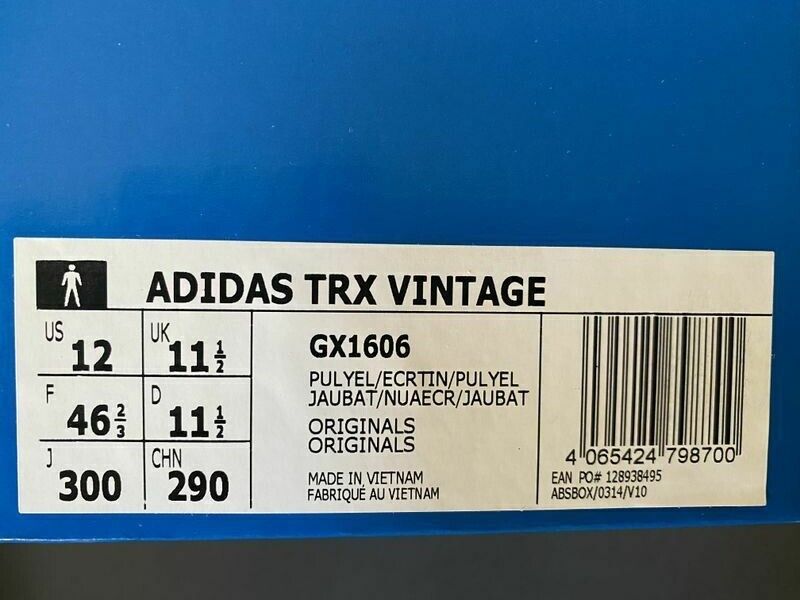 ADIDAS TRX VINTAGE
US 12 UK 11 1/2
F 46 2/3 D 11 1/2
J 300 CHN 290
GX1606
PULYEL/ECRTIN/PULYEL
JAUBAT/NUAECR/JAUBAT
ORIGINALS
ORIGINALS
MADE IN VIETNAM
FABRIQUÉ AU VIETNAM
4 065424 798700
EAN PO# 128938495
ABSBOX/0314/V10